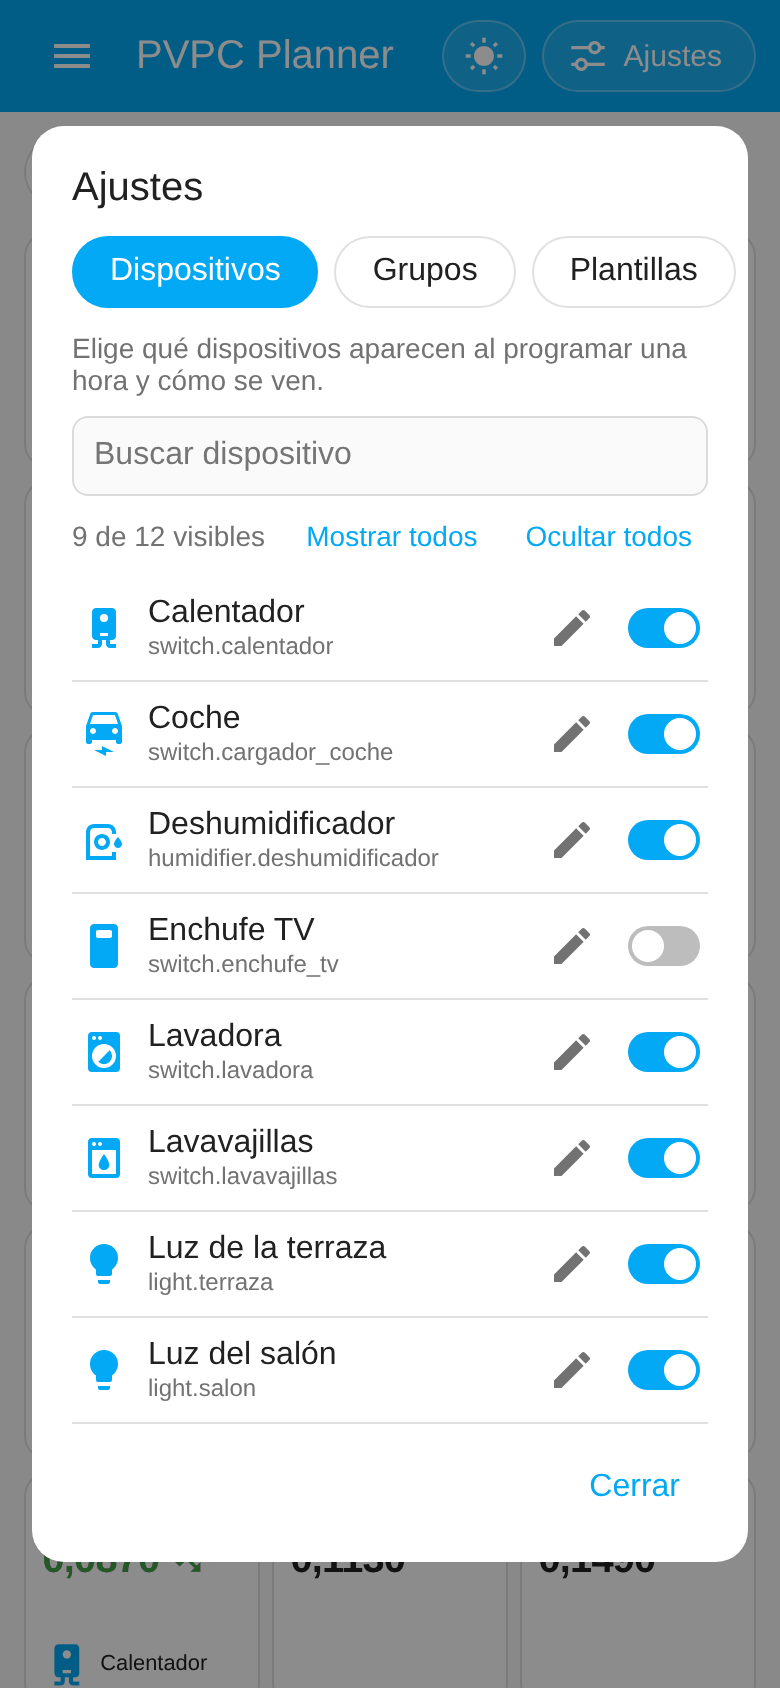 PVPC Planner
Ajustes
Ajustes
Dispositivos
Grupos
Plantillas
Elige qué dispositivos aparecen al programar una
hora y cómo se ven.
Buscar dispositivo
9 de 12 visibles
Mostrar todos
Ocultar todos
Calentador
switch.calentador
Coche
switch.cargador_coche
Deshumidificador
humidifier.deshumidificador
Enchufe TV
switch.enchufe_tv
Lavadora
switch.lavadora
Lavavajillas
switch.lavavajillas
Luz de la terraza
light.terraza
Luz del salón
light.salon
Cerrar
Calentador